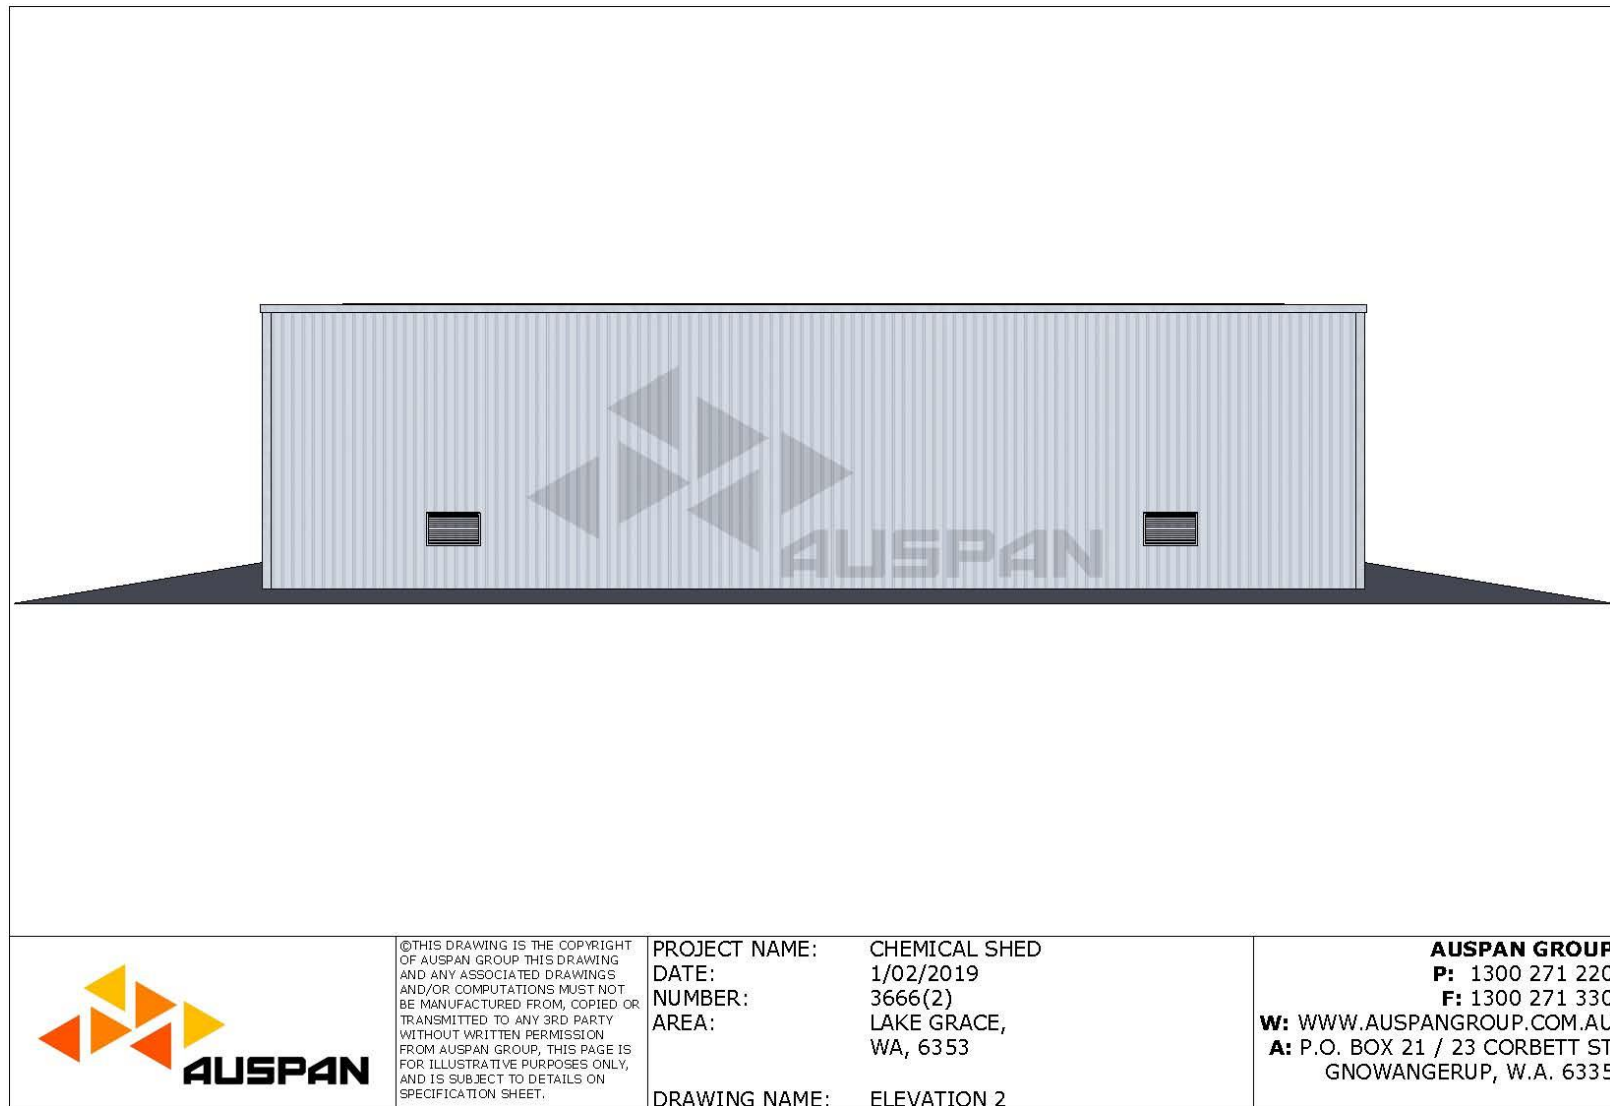 AUSPAN
AUSPAN
©THIS DRAWING IS THE COPYRIGHT
OF AUSPAN GROUP THIS DRAWING
AND ANY ASSOCIATED DRAWINGS
AND/OR COMPUTATIONS MUST NOT
BE MANUFACTURED FROM, COPIED OR
TRANSMITTED TO ANY 3RD PARTY
WITHOUT WRITTEN PERMISSION
FROM AUSPAN GROUP, THIS PAGE IS
FOR ILLUSTRATIVE PURPOSES ONLY,
AND IS SUBJECT TO DETAILS ON
SPECIFICATION SHEET.
PROJECT NAME: CHEMICAL SHED
DATE: 1/02/2019
NUMBER: 3666(2)
AREA: LAKE GRACE,
WA, 6353
DRAWING NAME: ELEVATION 2
AUSPAN GROUP
P: 1300 271 220
F: 1300 271 330
W: WWW.AUSPANGROUP.COM.AU
A: P.O. BOX 21 / 23 CORBETT ST
GNOWANGERUP, W.A. 6335